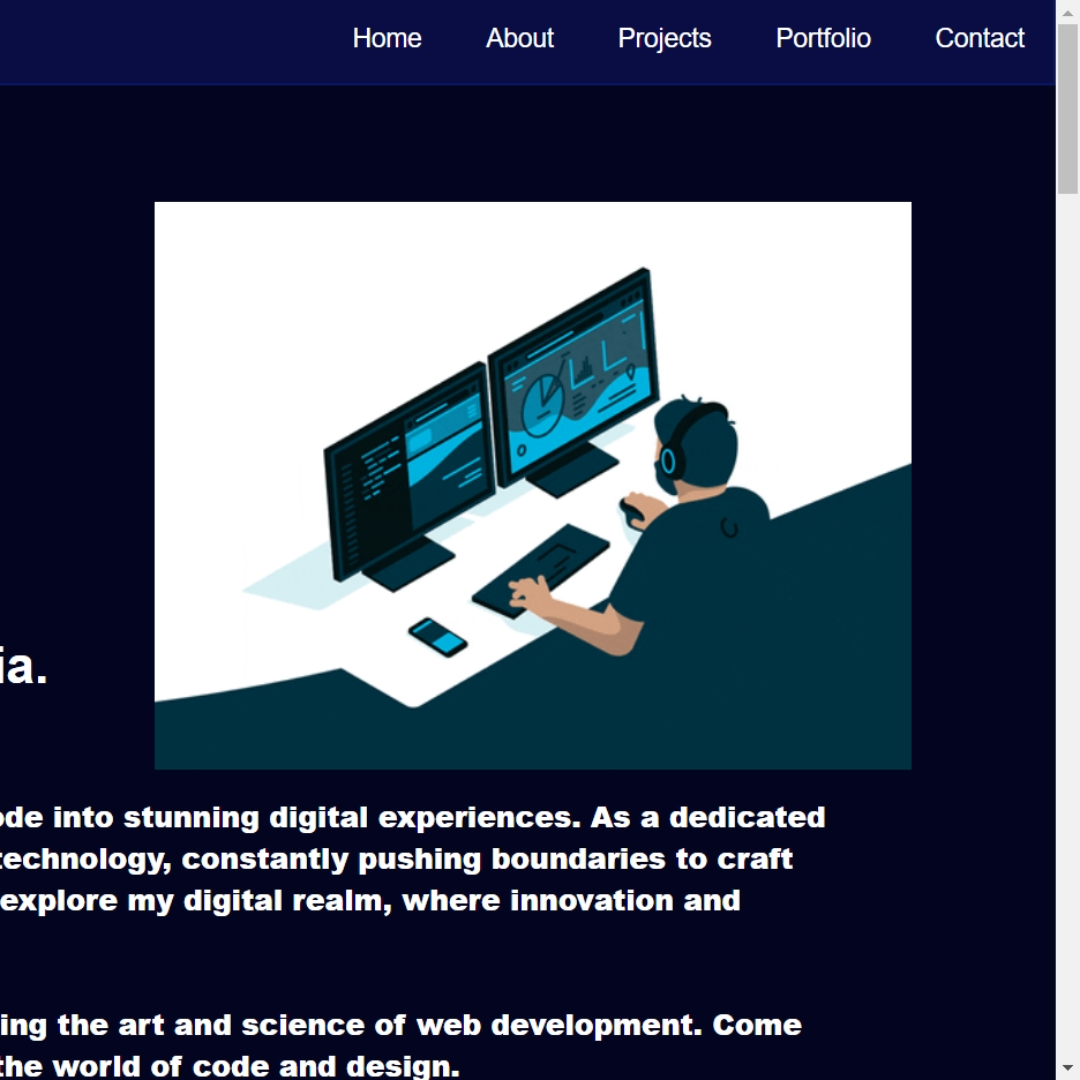 Home About Projects Portfolio Contact
ia.
ode into stunning digital experiences. As a dedicated
technology, constantly pushing boundaries to craft
explore my digital realm, where innovation and
ing the art and science of web development. Come
the world of code and design.